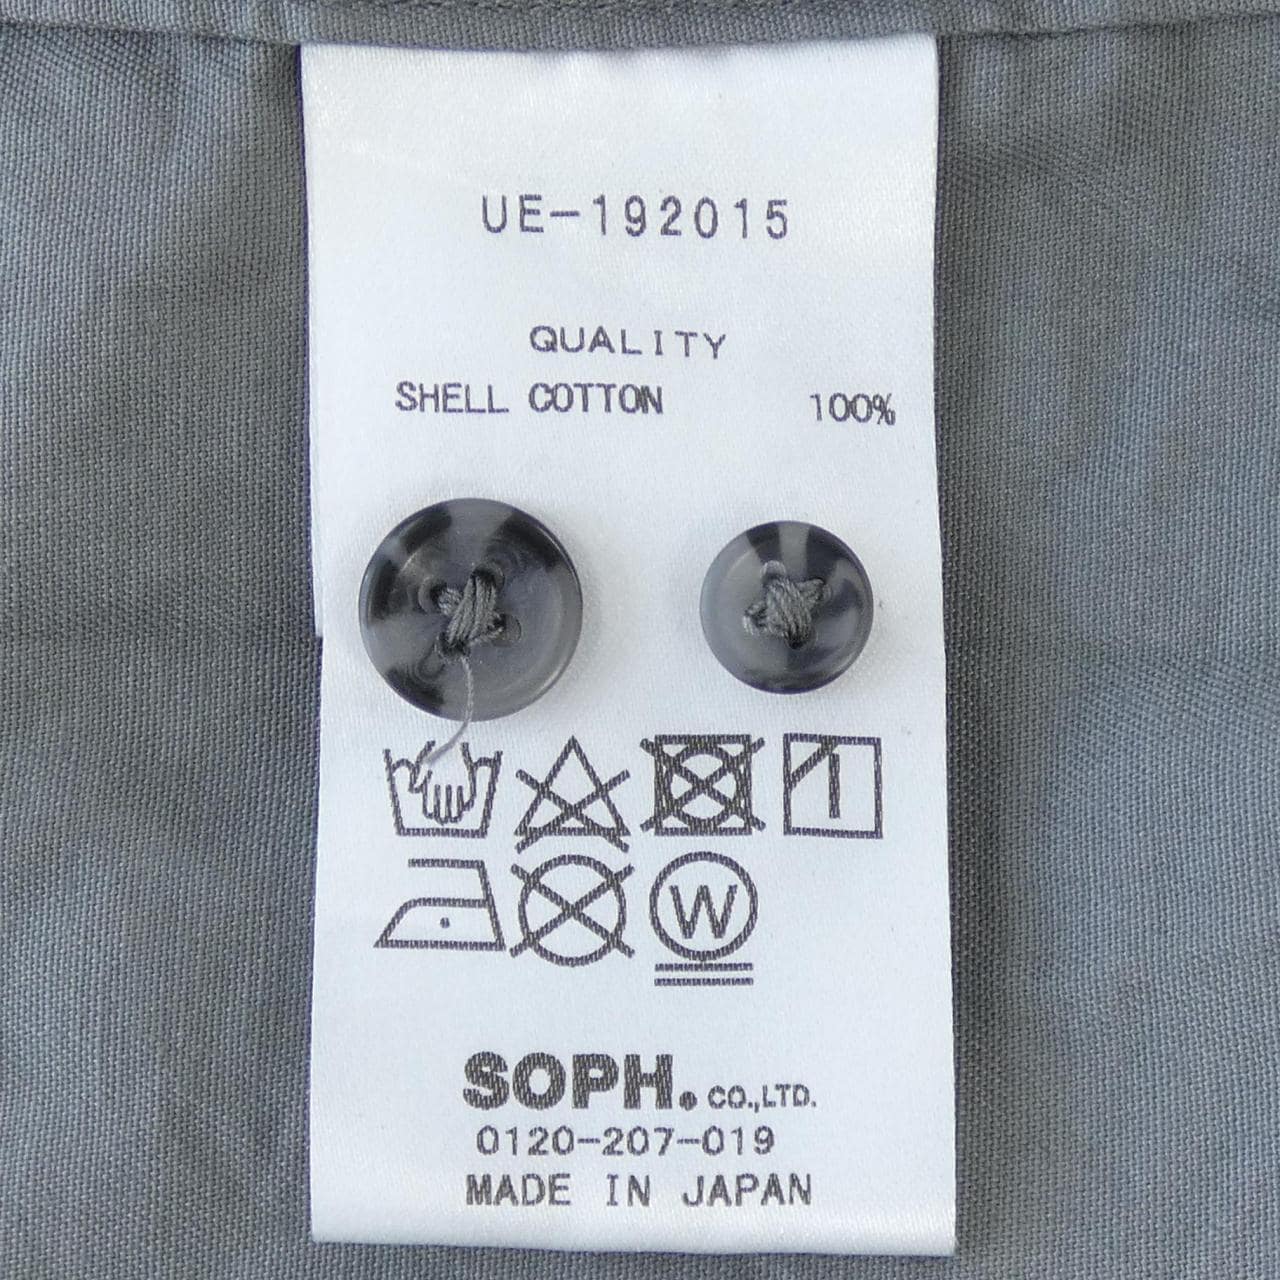 UE-192015
QUALITY
SHELL COTTON 100%
W
SOPH. CO.,LTD.
0120-207-019
MADE IN JAPAN